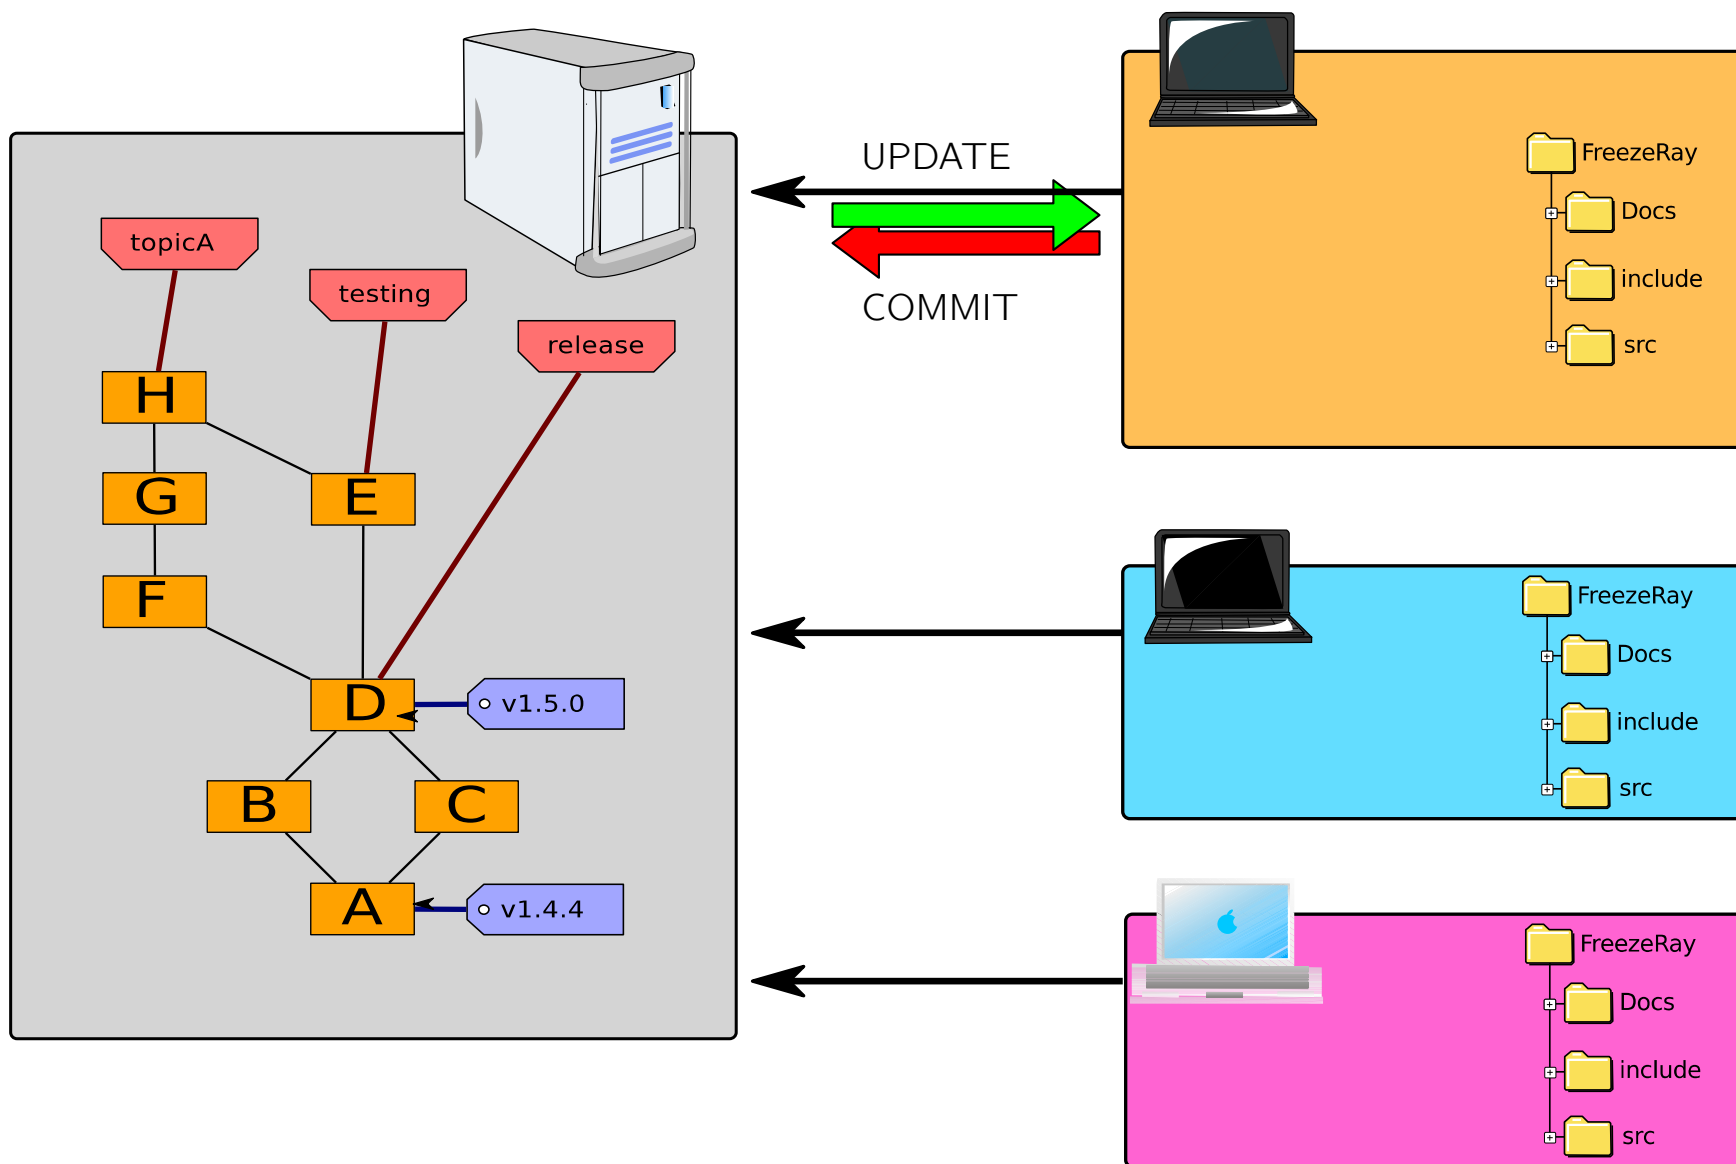 topicA
testing
release
H
G
E
F
D
v1.5.0
B
C
A
v1.4.4
UPDATE
COMMIT
FreezeRay
Docs
include
src
FreezeRay
Docs
include
src
FreezeRay
Docs
include
src